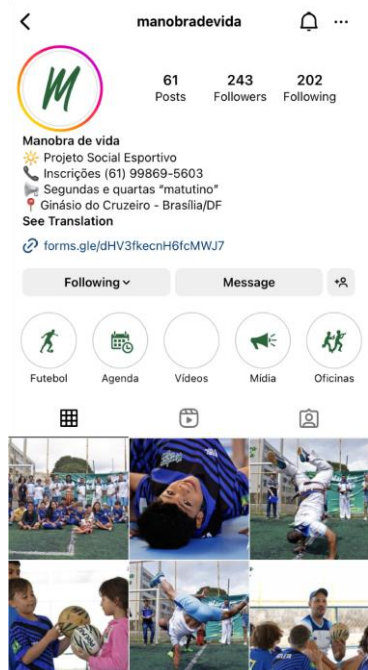 manobradevida
61 243 202
Posts Followers Following
M
Manobra de vida
Projeto Social Esportivo
Inscrições (61) 99869-5603
Segundas e quartas “matutino”
Ginásio do Cruzeiro - Brasília/DF
See Translation
forms.gle/dHV3fkecnH6fcMWJ7
Following Message
Futebol Agenda Vídeos Mídia Oficinas